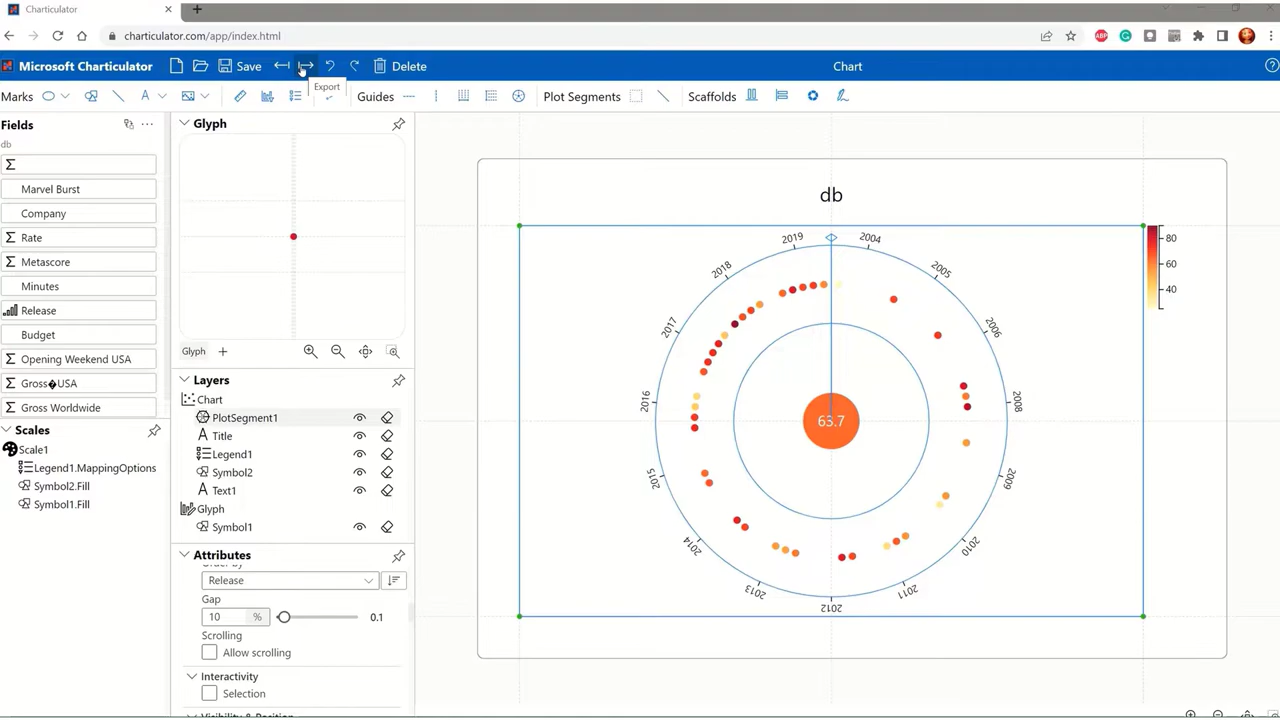 Charticulator
charticulator.com/app/index.html
Microsoft Charticulator
Save
Delete
Chart
Export
Marks
Guides
Plot Segments
Scaffolds
Fields
db
Marvel Burst
Company
Rate
Metascore
Minutes
Release
Budget
Opening Weekend USA
Gross�USA
Gross Worldwide
Scales
Scale1
Legend1.MappingOptions
Symbol2.Fill
Symbol1.Fill
Glyph
Glyph
Layers
Chart
PlotSegment1
Title
Legend1
Symbol2
Text1
Glyph
Symbol1
Attributes
Order by
Release
Gap
10 % 0.1
Scrolling
Allow scrolling
Interactivity
Selection
Visibility & Position
db
2019
2004
2018
2005
2017
2006
2016
2008
2015
2009
2014
2010
2013
2011
2012
63.7
80
60
40